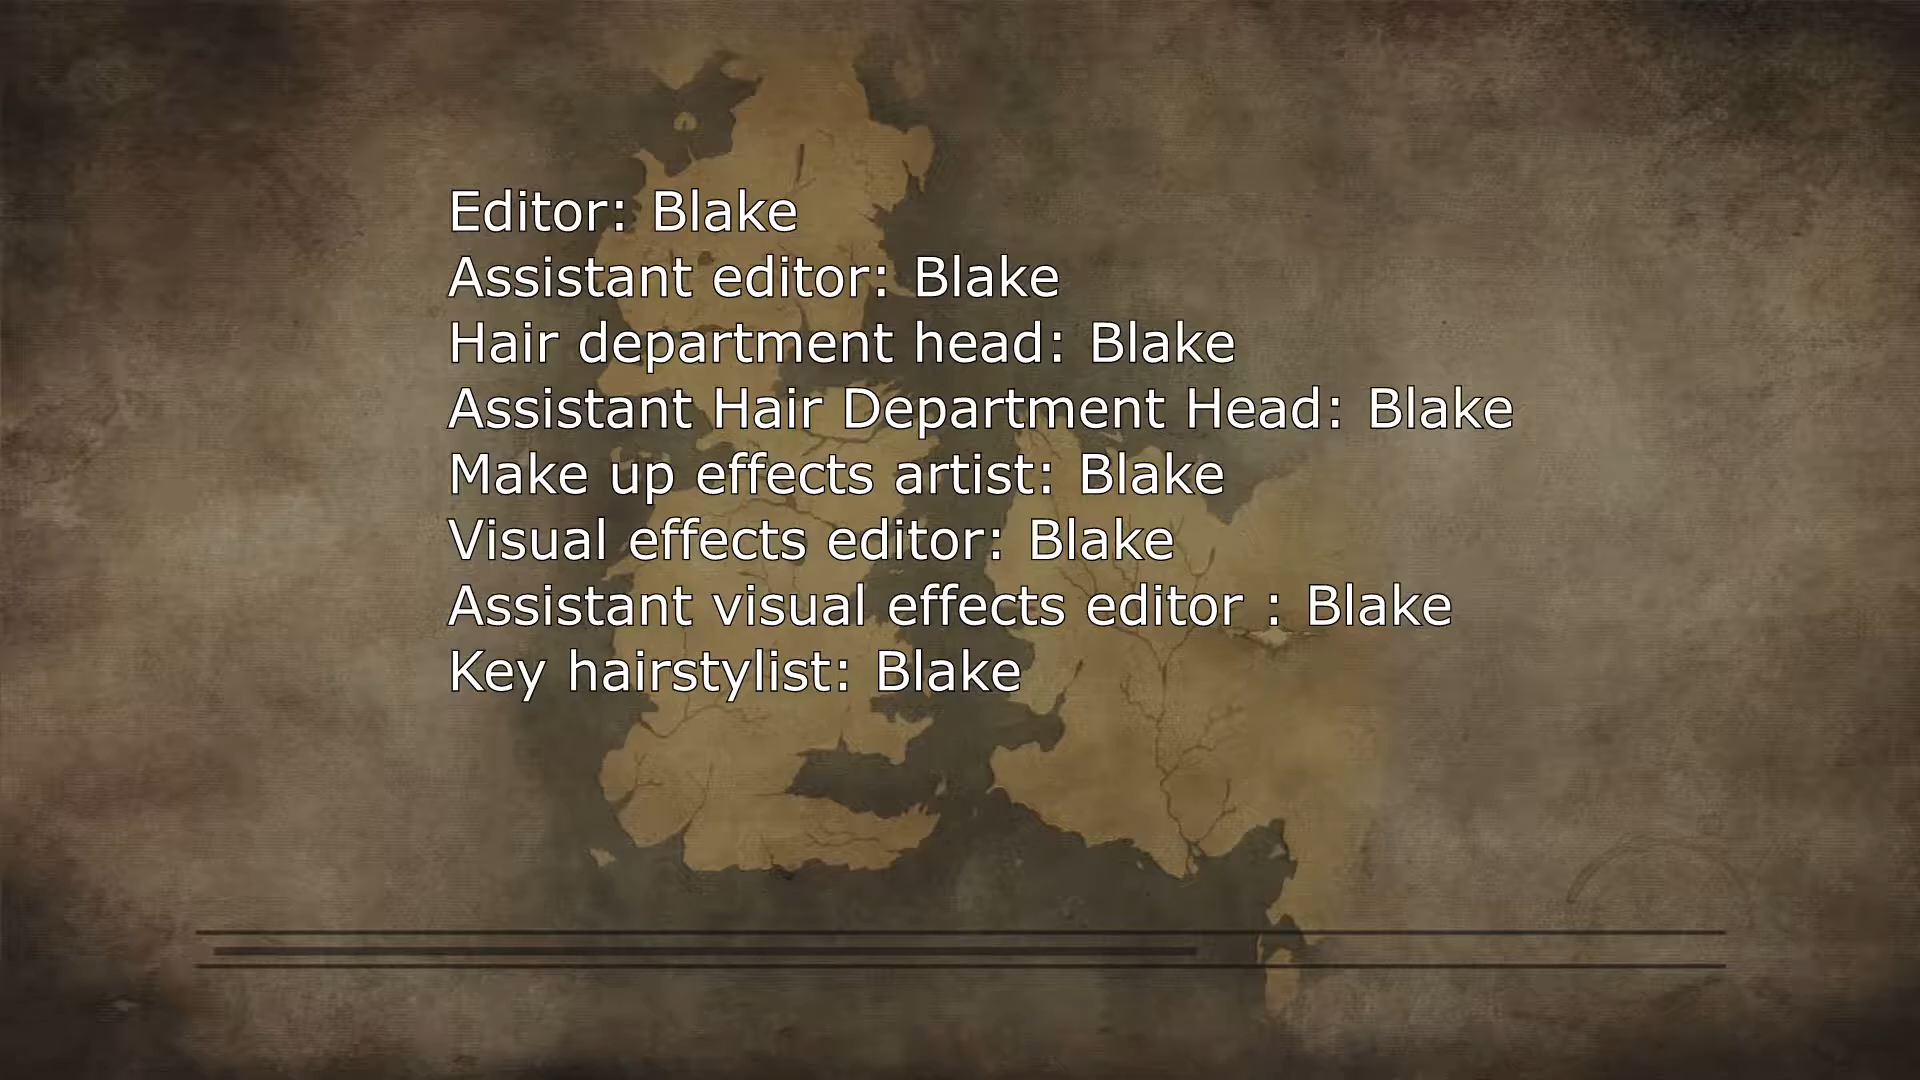 Editor: Blake
Assistant editor: Blake
Hair department head: Blake
Assistant Hair Department Head: Blake
Make up effects artist: Blake
Visual effects editor: Blake
Assistant visual effects editor : Blake
Key hairstylist: Blake